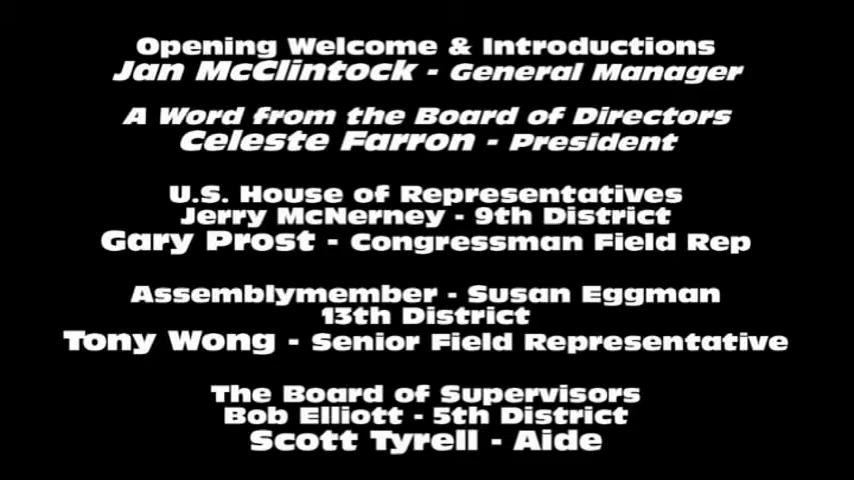 Opening Welcome & Introductions
Jan McClintock - General Manager
A Word from the Board of Directors
Celeste Farron - President
U.S. House of Representatives
Jerry McNerney - 9th District
Gary Prost - Congressman Field Rep
Assemblymember - Susan Eggman
13th District
Tony Wong - Senior Field Representative
The Board of Supervisors
Bob Elliott - 5th District
Scott Tyrell - Aide